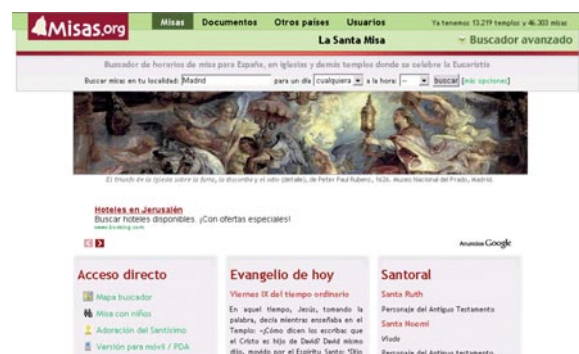 Misas.org
Misas Documentos Otros países Usuarios
Ya tenemos 13.219 templos y 46.303 misas
La Santa Misa
Buscador avanzado
Buscador de horarios de misa para España, en iglesias y demás templos donde se celebre la Eucaristía
Buscar misas en tu localidad: Madrid para un día cualquiera a la hora: -- buscar [más opciones]
El triunfo de la Iglesia sobre la furia, la discordia y el odio (detalle), de Peter Paul Rubens, 1626. Museo Nacional del Prado, Madrid.
Hoteles en Jerusalén
Buscar hoteles disponibles. ¡Con ofertas especiales!
www.booking.com
Anuncios Google
Acceso directo
Mapa buscador
Misa con niños
Adoración del Santísimo
Versión para móvil / PDA
Evangelio de hoy
Viernes IX del tiempo ordinario
En aquel tiempo, Jesús, tomando la
palabra, decía mientras enseñaba en el
Templo: «¿Cómo dicen los escribas que
el Cristo es hijo de David? David mismo
dijo, movido por el Espíritu Santo: 'Dijo
Santoral
Santa Ruth
Personaje del Antiguo Testamento
Santa Noemí
Viuda
Personaje del Antiguo Testamento